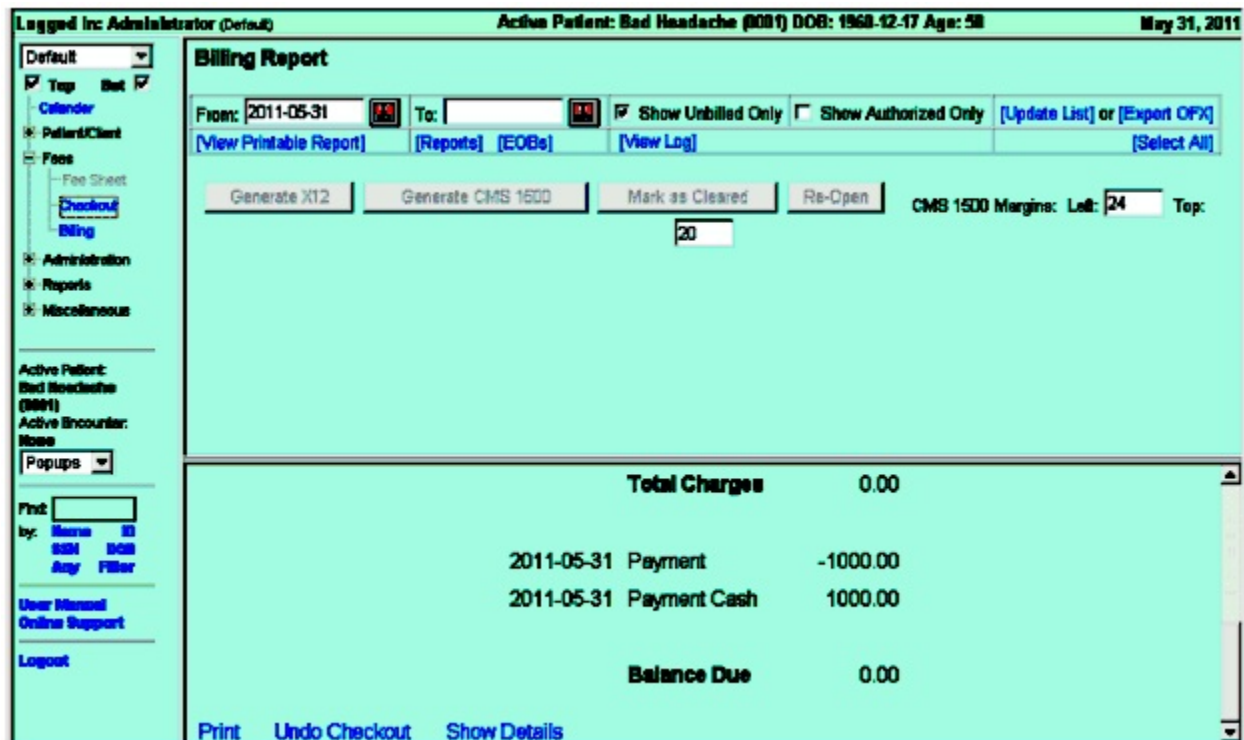 Logged In: Administrator (Default) Active Patient: Bad Headache (0001) DOB: 1960-12-17 Age: 50 May 31, 2011
Default
Top Bot
Calendar
Patient/Client
Fees
Fee Sheet
Checkout
Billing
Administration
Reports
Miscellaneous
Active Patient:
Bad Headache
(0001)
Active Encounter:
None
Popups
Find:
by: Name ID
SSN DOB
Any Filter
User Manual
Online Support
Logout
Billing Report
From: 2011-05-31 To: Show Unbilled Only Show Authorized Only [Update List] or [Export OFX]
[View Printable Report] [Reports] [EOBs] [View Log] [Select All]
Generate X12 Generate CMS 1500 Mark as Cleared Re-Open CMS 1500 Margins: Left: 24 Top:
20
Total Charges 0.00
2011-05-31 Payment -1000.00
2011-05-31 Payment Cash 1000.00
Balance Due 0.00
Print Undo Checkout Show Details